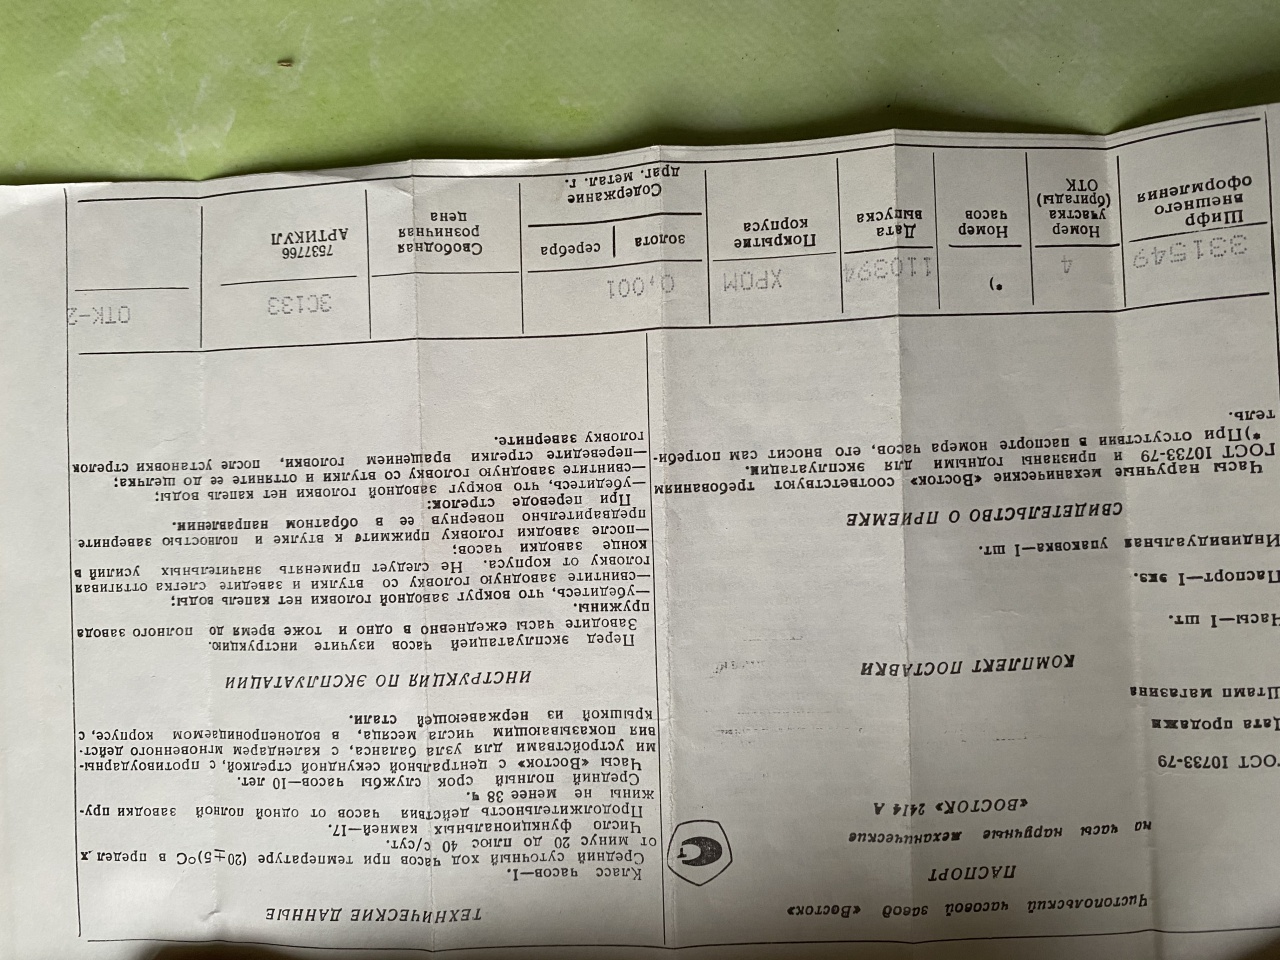 Чистопольский часовой завод «Восток»
ПАСПОРТ
на часы наручные механические
«ВОСТОК» 2414 А
ГОСТ 10733-79
Дата продажи
Штамп магазина
КОМПЛЕКТ ПОСТАВКИ
Часы—I шт.
Паспорт—I экз.
Индивидуальная упаковка—I шт.
СВИДЕТЕЛЬСТВО О ПРИЕМКЕ
Часы наручные механические «Восток» соответствуют требованиям
ГОСТ 10733-79 и признаны годными для эксплуатации.
*)При отсутствии в паспорте номера часов, его вносит сам потреби-
тель.
ТЕХНИЧЕСКИЕ ДАННЫЕ
Класс часов—I.
Средний суточный ход часов при температуре (20±5)°С в пределах
от минус 20 до плюс 40 с/сут.
Число функциональных камней—17.
Продолжительность действия часов от одной полной заводки пру-
жины не менее 38 ч.
Средний полный срок службы часов—10 лет.
Часы «Восток» с центральной секундной стрелкой, с противоударны-
ми устройствами для узла баланса, с календарем мгновенного дейст-
вия показывающим числа месяца, в водонепроницаемом корпусе, с
крышкой из нержавеющей стали.
ИНСТРУКЦИЯ ПО ЭКСПЛУАТАЦИИ
Перед эксплуатацией часов изучите инструкцию.
Заводите часы ежедневно в одно и тоже время до полного завода
пружины.
—убедитесь, что вокруг заводной головки нет капель воды;
—свинтите заводную головку со втулки и заведите слегка оттягивая
головку от корпуса. Не следует применять значительных усилий в
конце заводки часов;
—после заводки головку прижмите к втулке и полностью заверните
предварительно повернув ее в обратном направлении.
При переводе стрелок:
—убедитесь, что вокруг заводной головки нет капель воды;
—свинтите заводную головку со втулки и оттяните ее до щелчка;
—переведите стрелки вращением головки, после установки стрелок
головку заверните.
331549
Шифр
внешнего
оформления
4
Номер
участка
(бригады)
ОТК
*)
Номер
часов
110394
Дата
выпуска
ХРОМ
Покрытие
корпуса
0,001
золота
серебра
Содержание
драг. метал. г.
Свободная
розничная
цена
3С133
7537766
АРТИКУЛ
ОТК-2